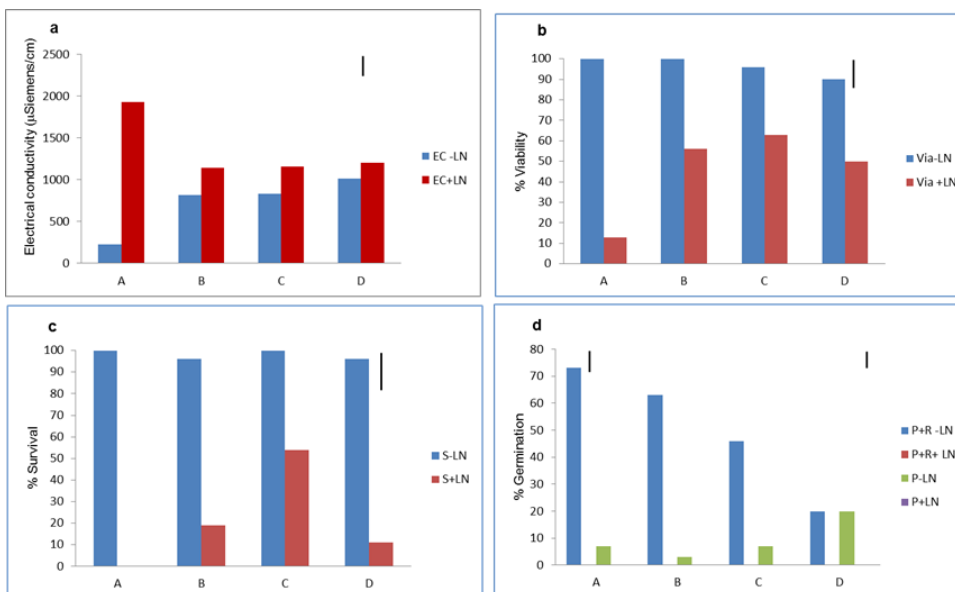 a
Electrical conductivity (µSiemens/cm)
2500
2000
1500
1000
500
0
A B C D
EC -LN
EC+LN
b
% Viability
100
90
80
70
60
50
40
30
20
10
0
A B C D
Via-LN
Via +LN
c
% Survival
100
90
80
70
60
50
40
30
20
10
0
A B C D
S-LN
S+LN
d
% Germination
80
70
60
50
40
30
20
10
0
A B C D
P+R -LN
P+R+ LN
P-LN
P+LN